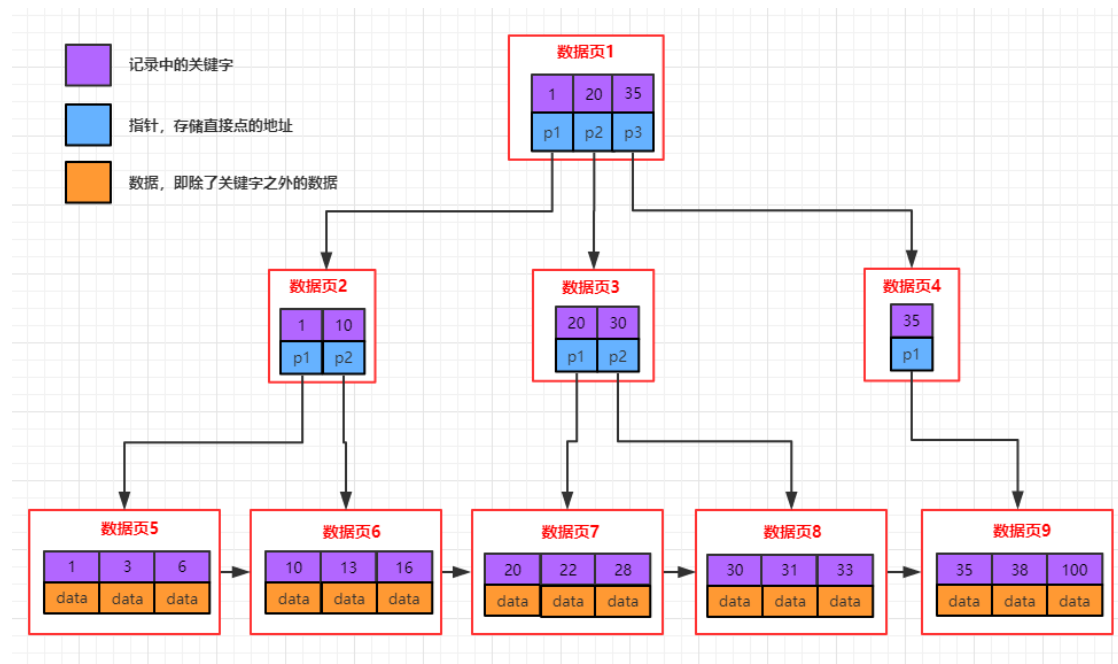 记录中的关键字
指针，存储直接点的地址
数据，即除了关键字之外的数据
数据页1
1 20 35
p1 p2 p3
数据页2
1 10
p1 p2
数据页3
20 30
p1 p2
数据页4
35
p1
数据页5
1 3 6
data data data
数据页6
10 13 16
data data data
数据页7
20 22 28
data data data
数据页8
30 31 33
data data data
数据页9
35 38 100
data data data